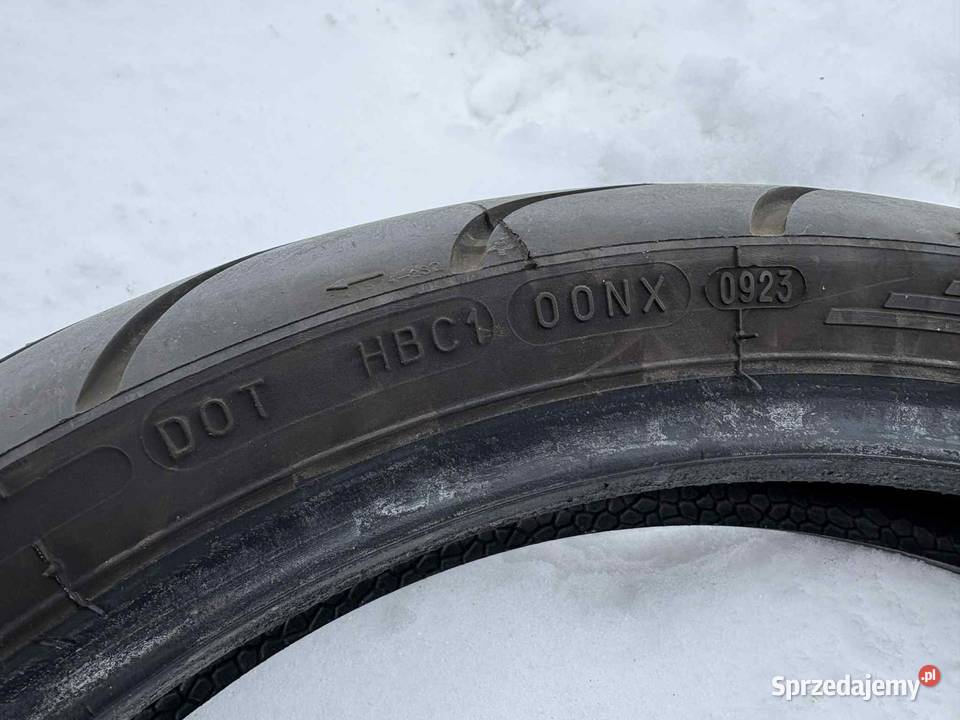 DOT HBC1 00NX 0923
Sprzedajemy.pl